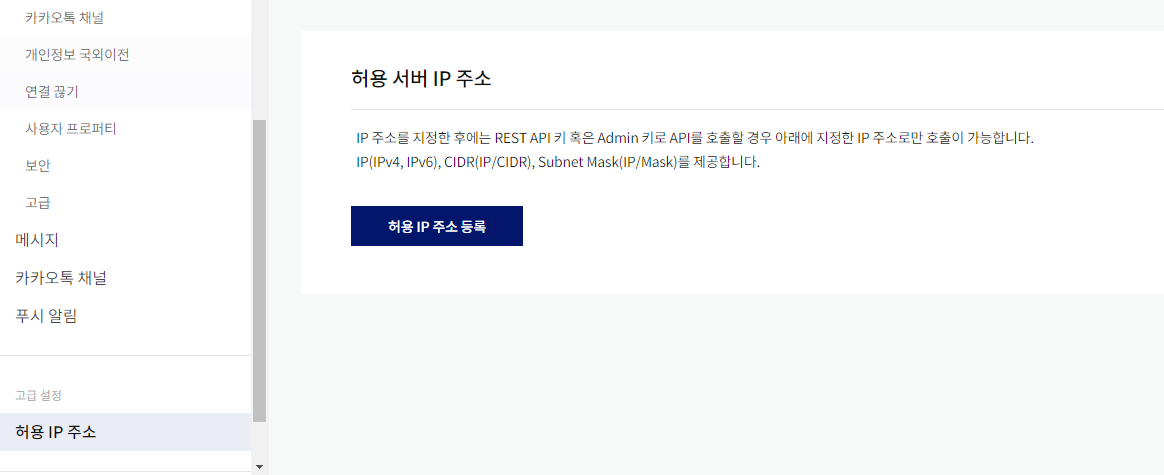 카카오톡 채널
개인정보 국외이전
연결 끊기
사용자 프로퍼티
보안
고급
메시지
카카오톡 채널
푸시 알림
고급 설정
허용 IP 주소
허용 서버 IP 주소
IP 주소를 지정한 후에는 REST API 키 혹은 Admin 키로 API를 호출할 경우 아래에 지정한 IP 주소로만 호출이 가능합니다.
IP(IPv4, IPv6), CIDR(IP/CIDR), Subnet Mask(IP/Mask)를 제공합니다.
허용 IP 주소 등록